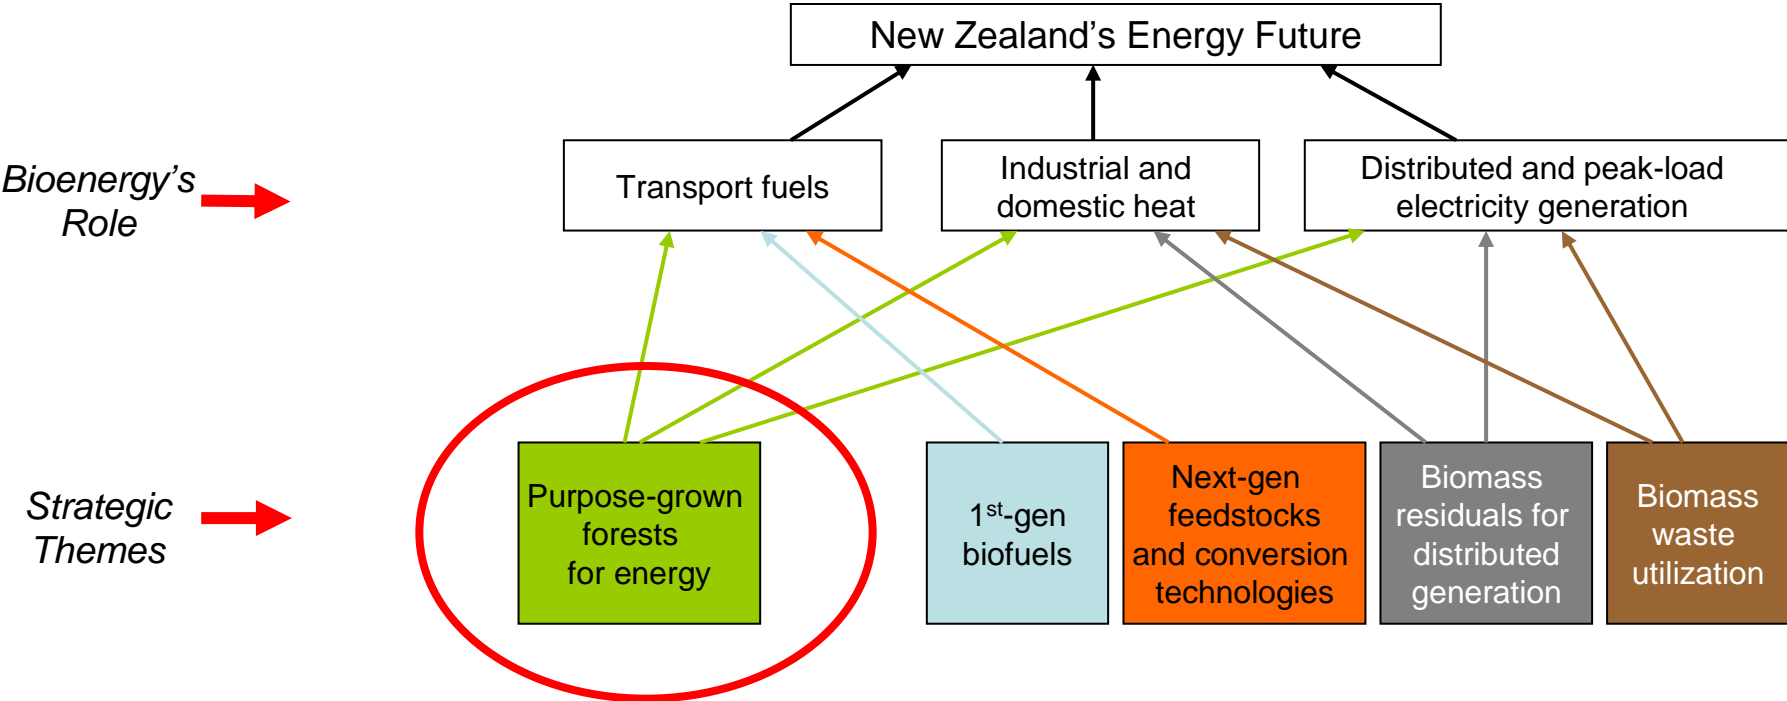 New Zealand’s Energy Future
Bioenergy’s
Role
Transport fuels
Industrial and
domestic heat
Distributed and peak-load
electricity generation
Strategic
Themes
Purpose-grown
forests
for energy
1st-gen
biofuels
Next-gen
feedstocks
and conversion
technologies
Biomass
residuals for
distributed
generation
Biomass
waste
utilization